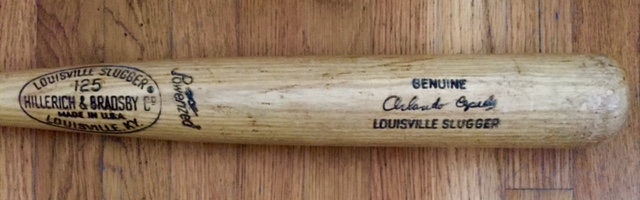 LOUISVILLE SLUGGER
125
HILLERICH & BRADSBY Co
MADE IN U.S.A.
LOUISVILLE, KY.
Powerized
GENUINE
Orlando Cepeda
LOUISVILLE SLUGGER